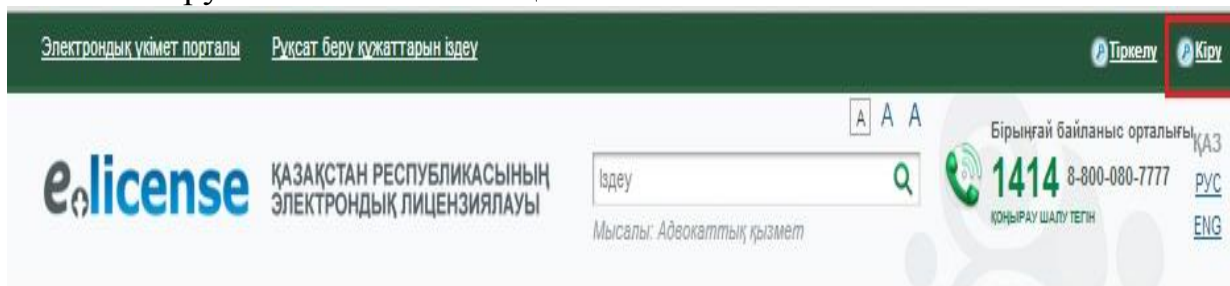 Электрондық үкімет порталы Рұқсат беру құжаттарын іздеу Тіркелу Кіру
А А А
e.license ҚАЗАҚСТАН РЕСПУБЛИКАСЫНЫҢ
ЭЛЕКТРОНДЫҚ ЛИЦЕНЗИЯЛАУЫ
Іздеу
Мысалы: Адвокаттық қызмет
Бірыңғай байланыс орталығы
1414 8-800-080-7777
ҚОҢЫРАУ ШАЛУ ТЕГІН
ҚАЗ
РУС
ENG